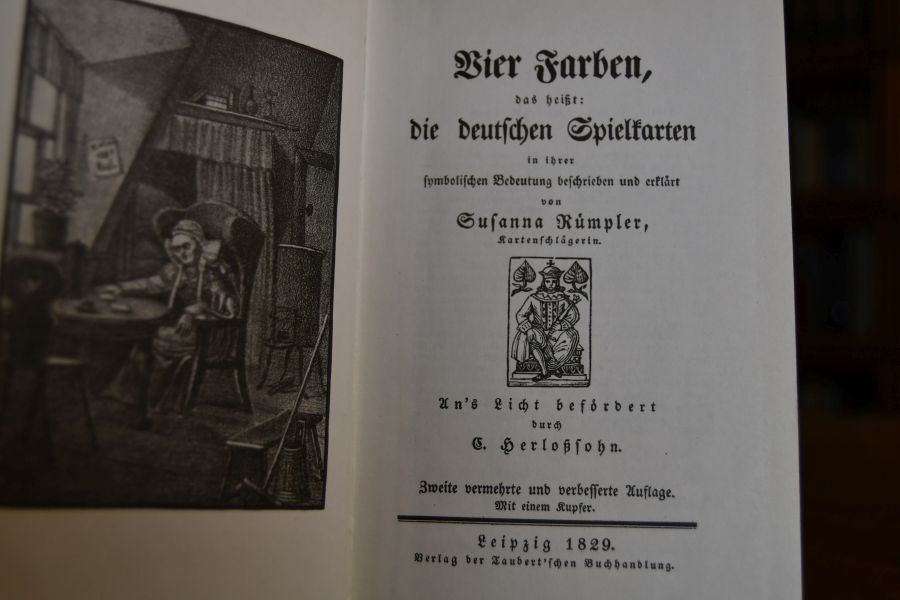 Vier Farben,
das heißt:
die deutschen Spielkarten
in ihrer
symbolischen Bedeutung beschrieben und erklärt
von
Susanna Rümpler,
Kartenschlägerin.
An's Licht befördert
durch
C. Herloßsohn.
Zweite vermehrte und verbesserte Auflage.
Mit einem Kupfer.
Leipzig 1829.
Verlag der Taubert'schen Buchhandlung.